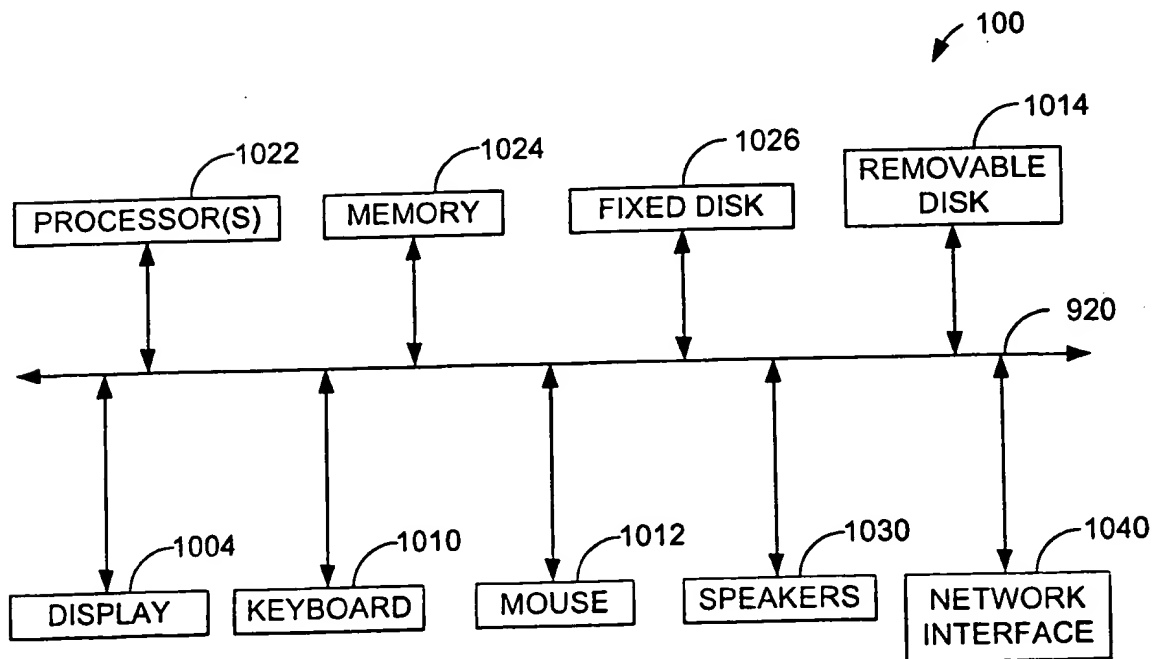 100
1022
1024
1026
1014
PROCESSOR(S)
MEMORY
FIXED DISK
REMOVABLE
DISK
920
1004
1010
1012
1030
1040
DISPLAY
KEYBOARD
MOUSE
SPEAKERS
NETWORK
INTERFACE